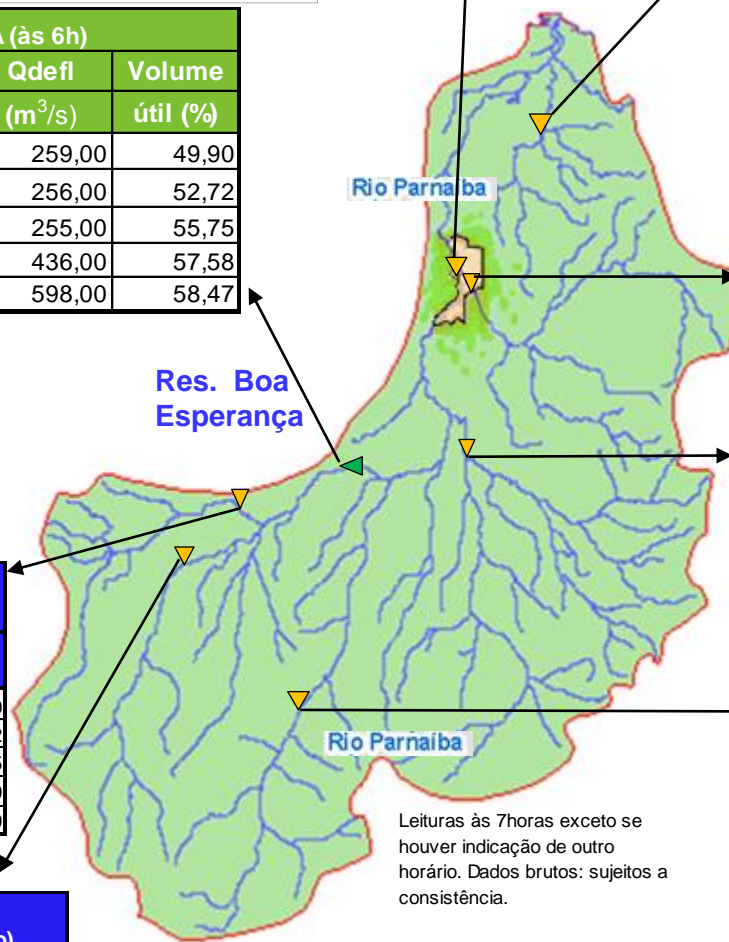 (às 6h)
Qdefl Volume
(m³/s) útil (%)
259,00 49,90
256,00 52,72
255,00 55,75
436,00 57,58
598,00 58,47
Rio Parnaíba
Res. Boa
Esperança
Rio Parnaíba
Leituras às 7horas exceto se
houver indicação de outro
horário. Dados brutos: sujeitos a
consistência.